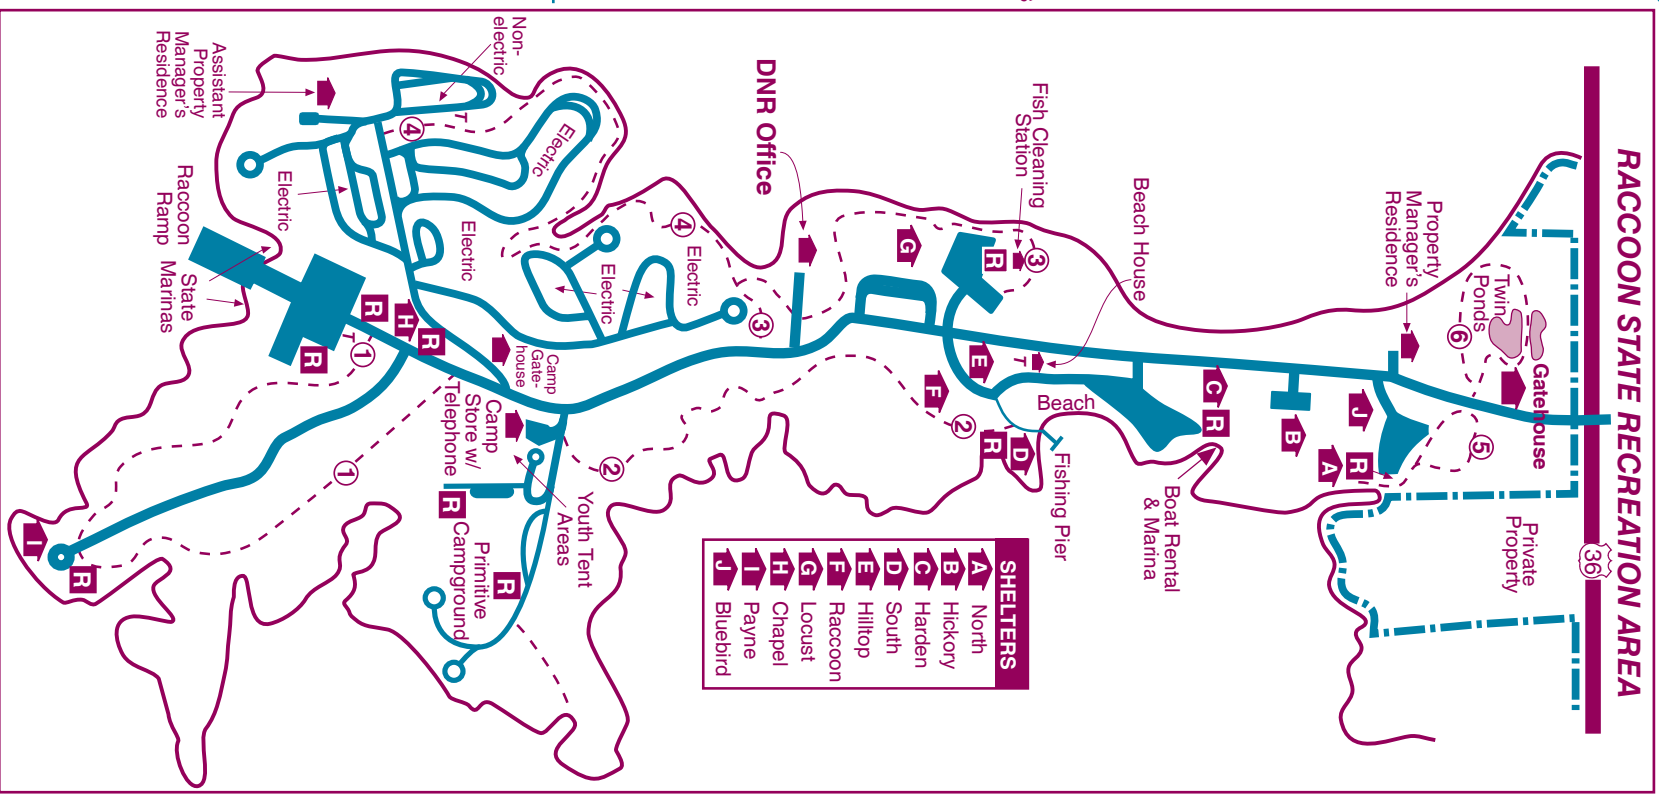 RACCOON STATE RECREATION AREA
36
Private
Property
Gatehouse
Twin
Ponds
6
5
Property
Manager's
Residence
J
A
R
B
C
R
Boat Rental
& Marina
Beach House
T
E
Beach
Fishing Pier
D
R
2
F
Fish Cleaning
Station
3
R
G
DNR Office
3
4
Electric
Electric
Electric
Electric
Non-
electric
T
4
Assistant
Property
Manager's
Residence
Electric
Raccoon
Ramp
State
Marinas
R
H
R
R
T
1
Camp
Gate-
house
Camp
Store w/
Telephone
2
Youth Tent
Areas
R
Primitive
Campground
R
1
I
R
SHELTERS
A North
B Hickory
C Harden
D South
E Hilltop
F Raccoon
G Locust
H Chapel
I Payne
J Bluebird